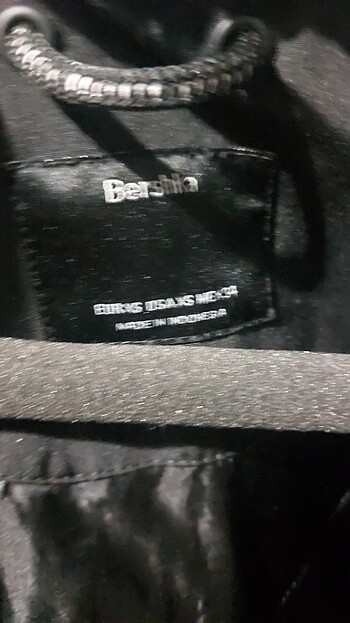 Bershka
EUR XS USA XS MEX 24
MADE IN INDONESIA